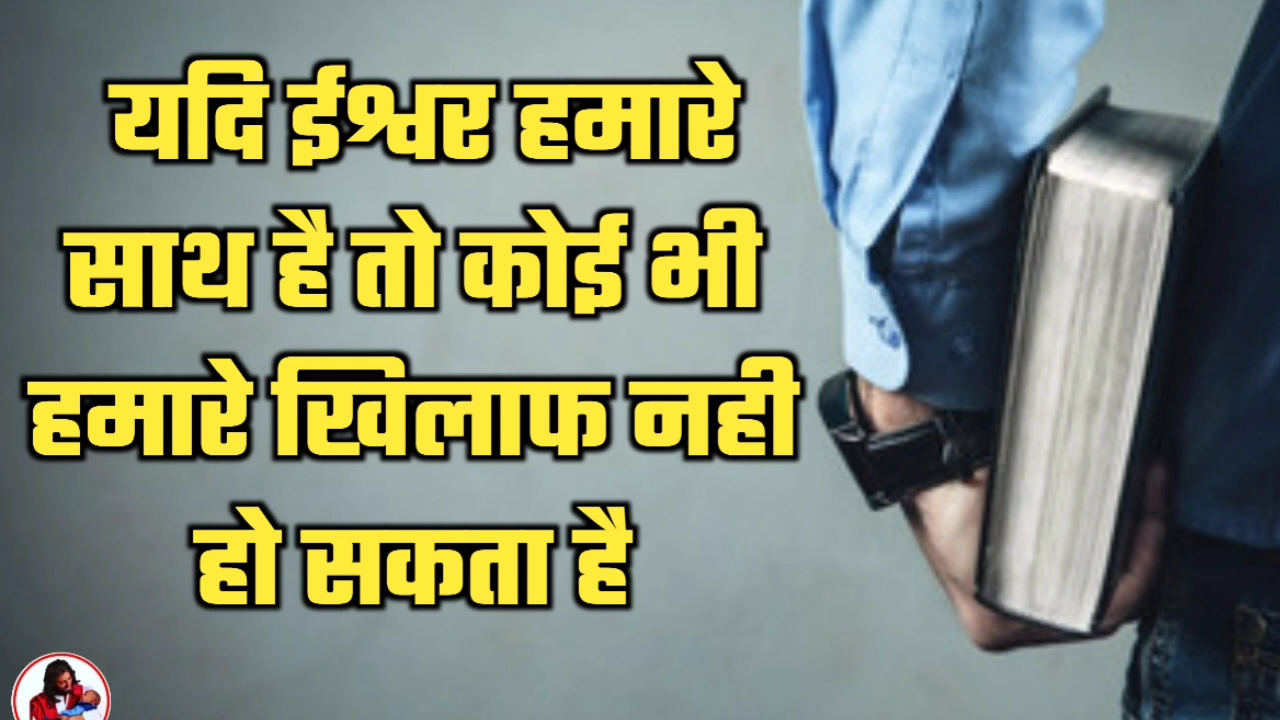 यदि ईश्वर हमारे
साथ है तो कोई भी
हमारे खिलाफ नही
हो सकता है